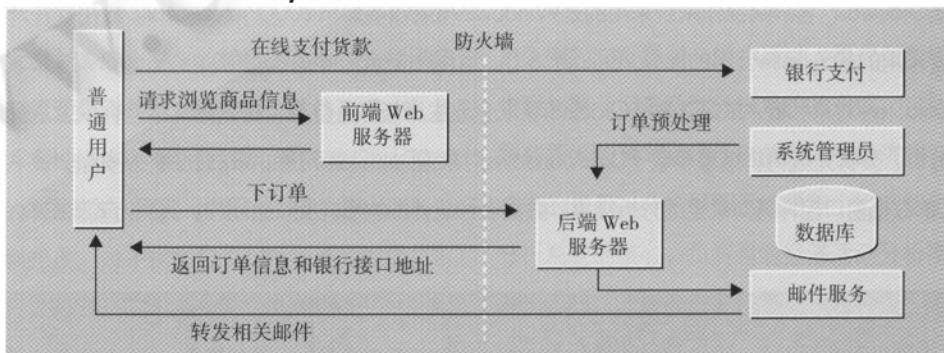 在线支付货款
防火墙
银行支付
普通用户
请求浏览商品信息
前端 Web
服务器
订单预处理
系统管理员
下订单
后端 Web
服务器
数据库
返回订单信息和银行接口地址
邮件服务
转发相关邮件